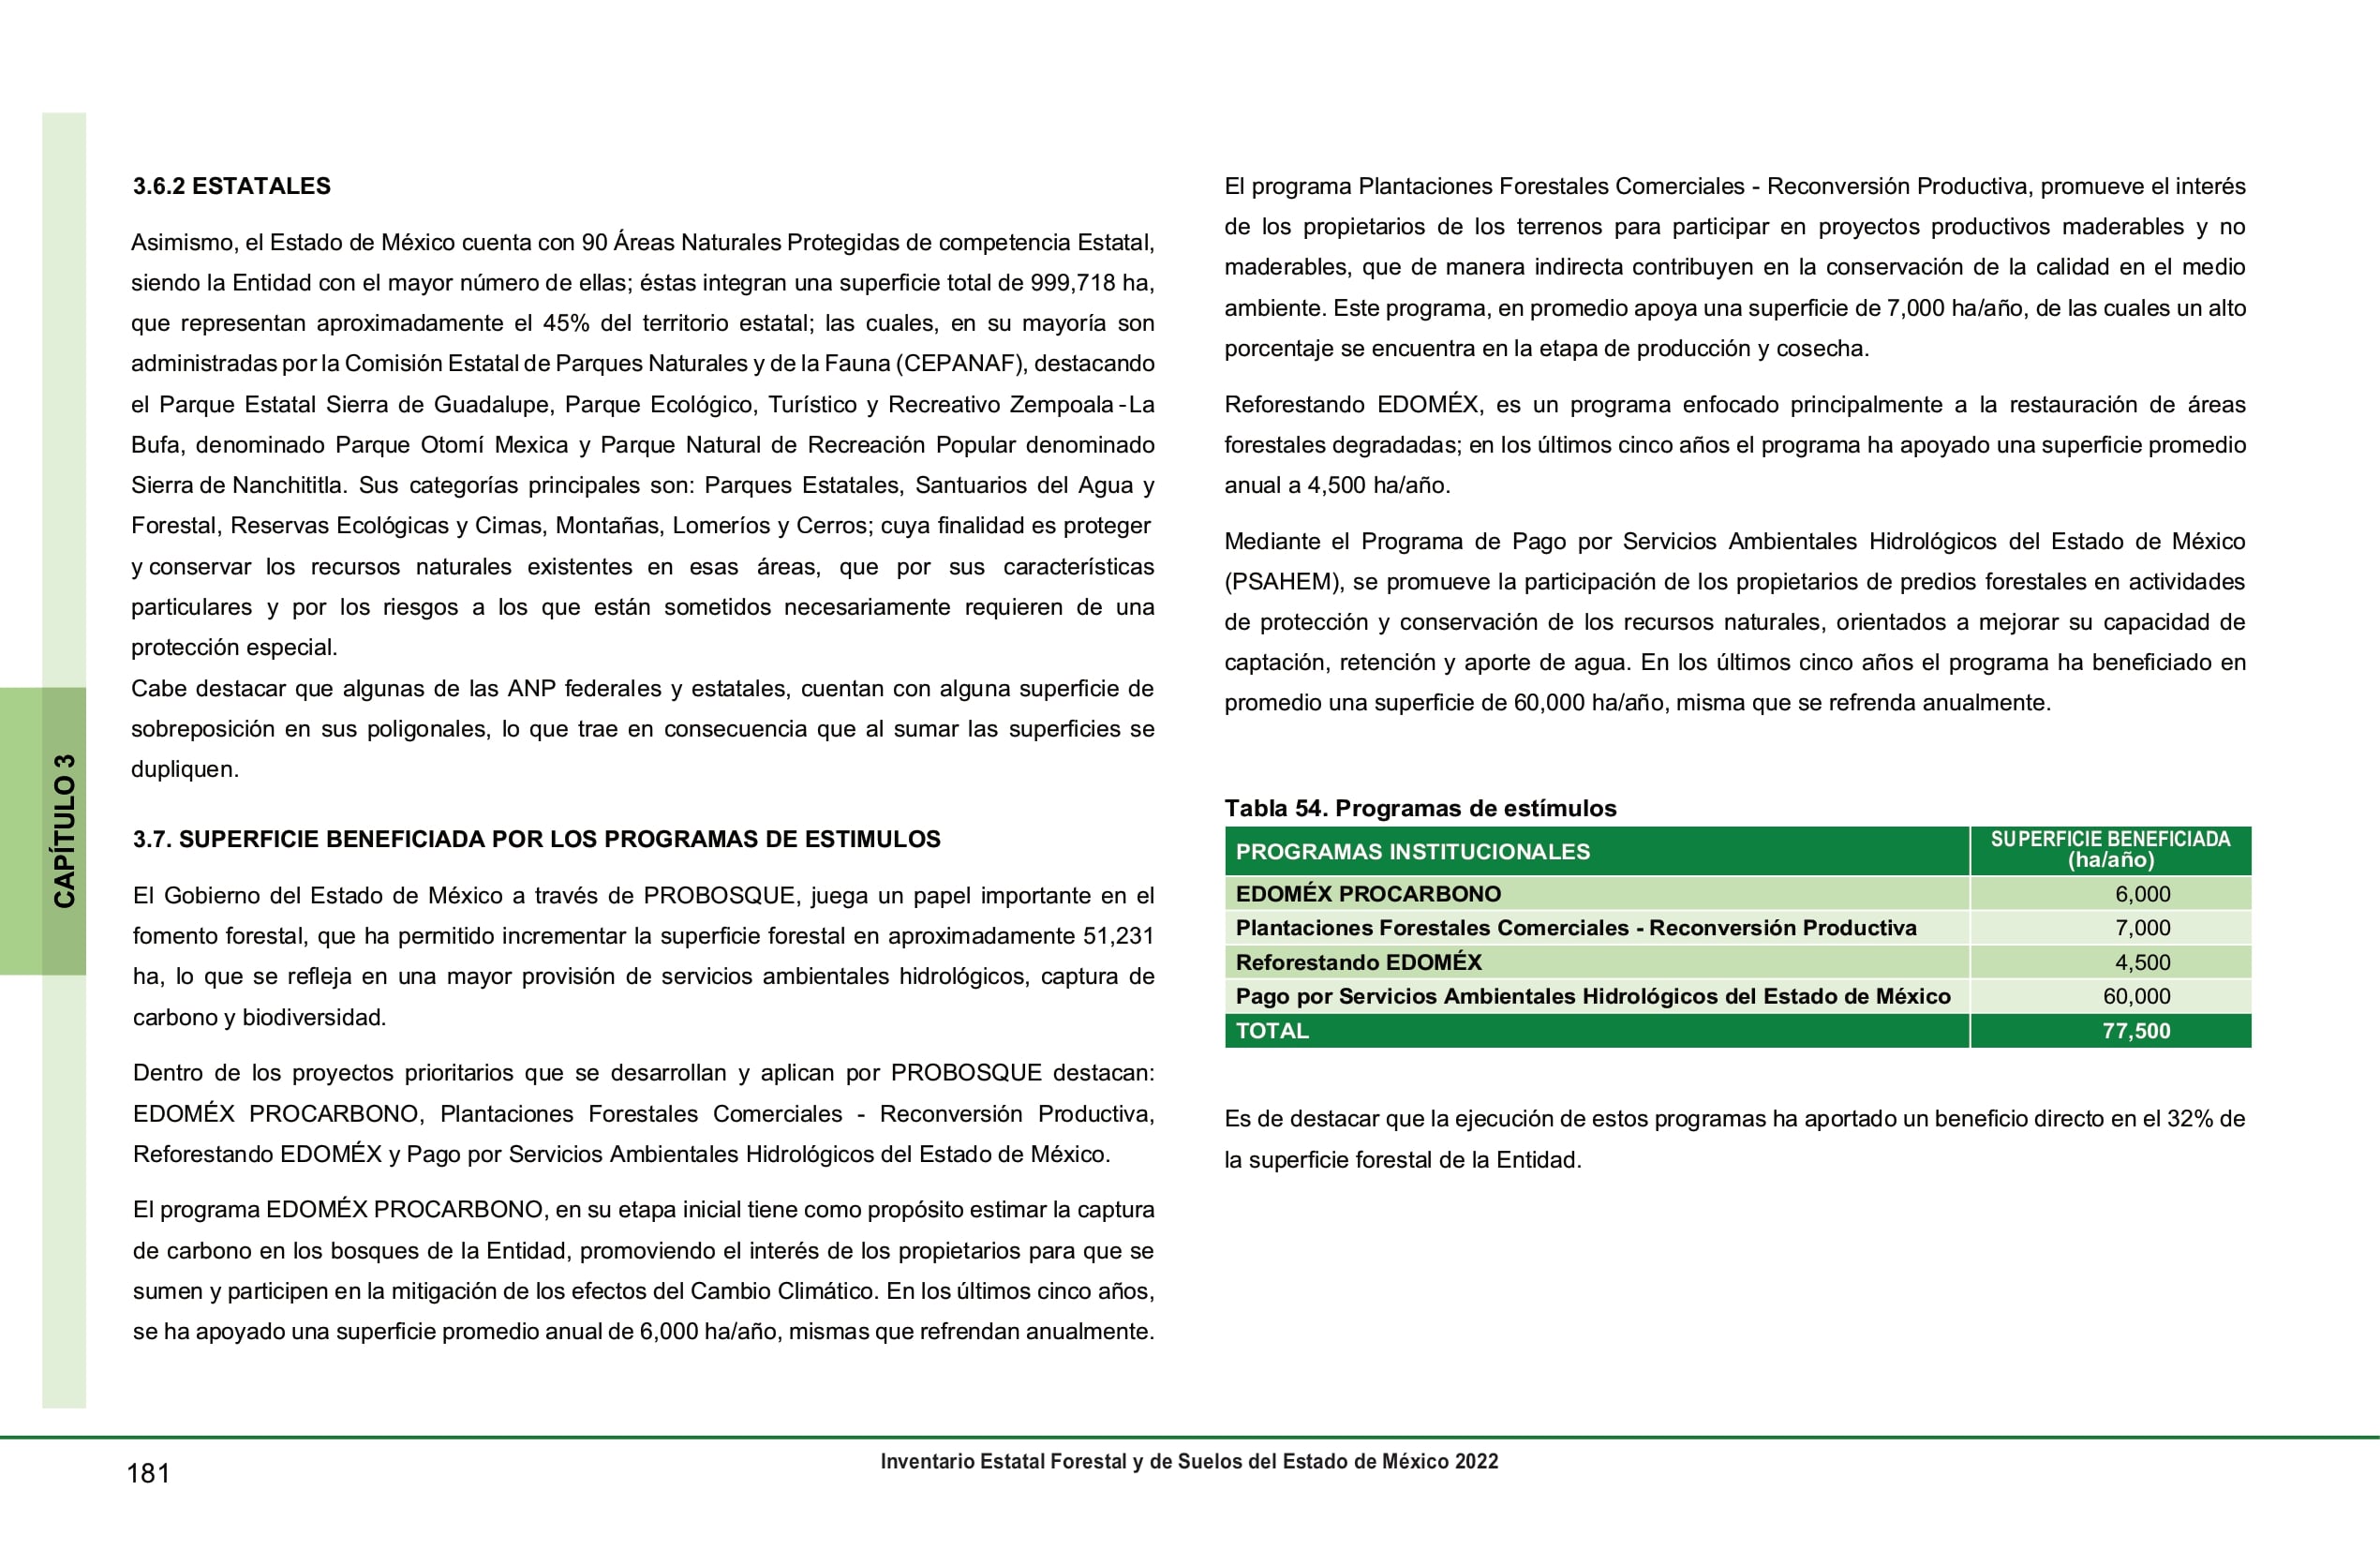 3.6.2 ESTATALES
Asimismo, el Estado de México cuenta con 90 Áreas Naturales Protegidas de competencia Estatal,
siendo la Entidad con el mayor número de ellas; éstas integran una superficie total de 999,718 ha,
que representan aproximadamente el 45% del territorio estatal; las cuales, en su mayoría son
administradas por la Comisión Estatal de Parques Naturales y de la Fauna (CEPANAF), destacando
el Parque Estatal Sierra de Guadalupe, Parque Ecológico, Turístico y Recreativo Zempoala-La
Bufa, denominado Parque Otomí Mexica y Parque Natural de Recreación Popular denominado
Sierra de Nanchititla. Sus categorías principales son: Parques Estatales, Santuarios del Agua y
Forestal, Reservas Ecológicas y Cimas, Montañas, Lomeríos y Cerros; cuya finalidad es proteger
y conservar los recursos naturales existentes en esas áreas, que por sus características
particulares y por los riesgos a los que están sometidos necesariamente requieren de una
protección especial.
Cabe destacar que algunas de las ANP federales y estatales, cuentan con alguna superficie de
sobreposición en sus poligonales, lo que trae en consecuencia que al sumar las superficies se
dupliquen.
3.7. SUPERFICIE BENEFICIADA POR LOS PROGRAMAS DE ESTIMULOS
El Gobierno del Estado de México a través de PROBOSQUE, juega un papel importante en el
fomento forestal, que ha permitido incrementar la superficie forestal en aproximadamente 51,231
ha, lo que se refleja en una mayor provisión de servicios ambientales hidrológicos, captura de
carbono y biodiversidad.
Dentro de los proyectos prioritarios que se desarrollan y aplican por PROBOSQUE destacan:
EDOMÉX PROCARBONO, Plantaciones Forestales Comerciales - Reconversión Productiva,
Reforestando EDOMÉX y Pago por Servicios Ambientales Hidrológicos del Estado de México.
El programa EDOMÉX PROCARBONO, en su etapa inicial tiene como propósito estimar la captura
de carbono en los bosques de la Entidad, promoviendo el interés de los propietarios para que se
sumen y participen en la mitigación de los efectos del Cambio Climático. En los últimos cinco años,
se ha apoyado una superficie promedio anual de 6,000 ha/año, mismas que refrendan anualmente.
El programa Plantaciones Forestales Comerciales - Reconversión Productiva, promueve el interés
de los propietarios de los terrenos para participar en proyectos productivos maderables y no
maderables, que de manera indirecta contribuyen en la conservación de la calidad en el medio
ambiente. Este programa, en promedio apoya una superficie de 7,000 ha/año, de las cuales un alto
porcentaje se encuentra en la etapa de producción y cosecha.
Reforestando EDOMÉX, es un programa enfocado principalmente a la restauración de áreas
forestales degradadas; en los últimos cinco años el programa ha apoyado una superficie promedio
anual a 4,500 ha/año.
Mediante el Programa de Pago por Servicios Ambientales Hidrológicos del Estado de México
(PSAHEM), se promueve la participación de los propietarios de predios forestales en actividades
de protección y conservación de los recursos naturales, orientados a mejorar su capacidad de
captación, retención y aporte de agua. En los últimos cinco años el programa ha beneficiado en
promedio una superficie de 60,000 ha/año, misma que se refrenda anualmente.
Tabla 54. Programas de estímulos
PROGRAMAS INSTITUCIONALES SUPERFICIE BENEFICIADA
(ha/año)
EDOMÉX PROCARBONO 6,000
Plantaciones Forestales Comerciales - Reconversión Productiva 7,000
Reforestando EDOMÉX 4,500
Pago por Servicios Ambientales Hidrológicos del Estado de México 60,000
TOTAL 77,500
Es de destacar que la ejecución de estos programas ha aportado un beneficio directo en el 32% de
la superficie forestal de la Entidad.
CAPÍTULO 3
181
Inventario Estatal Forestal y de Suelos del Estado de México 2022